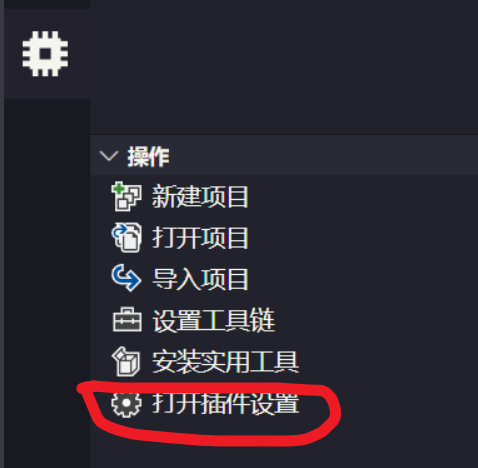 操作
新建项目
打开项目
导入项目
设置工具链
安装实用工具
打开插件设置